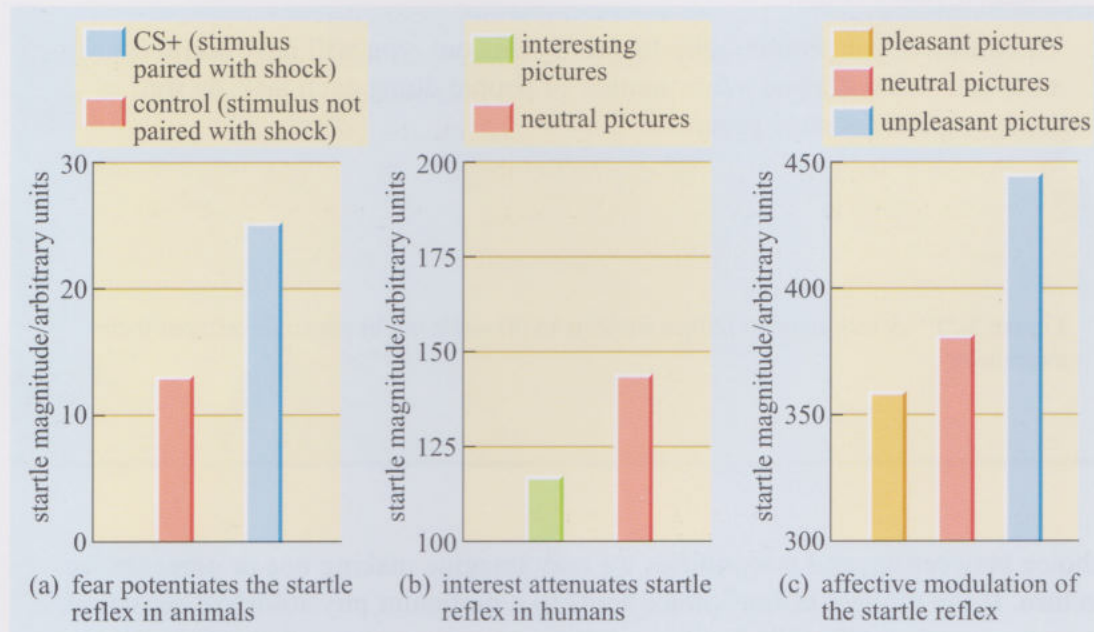 CS+ (stimulus
paired with shock)
control (stimulus not
paired with shock)
startle magnitude/arbitrary units
30
20
10
0
(a) fear potentiates the startle
reflex in animals
interesting
pictures
neutral pictures
startle magnitude/arbitrary units
200
175
150
125
100
(b) interest attenuates startle
reflex in humans
pleasant pictures
neutral pictures
unpleasant pictures
startle magnitude/arbitrary units
450
400
350
300
(c) affective modulation of
the startle reflex